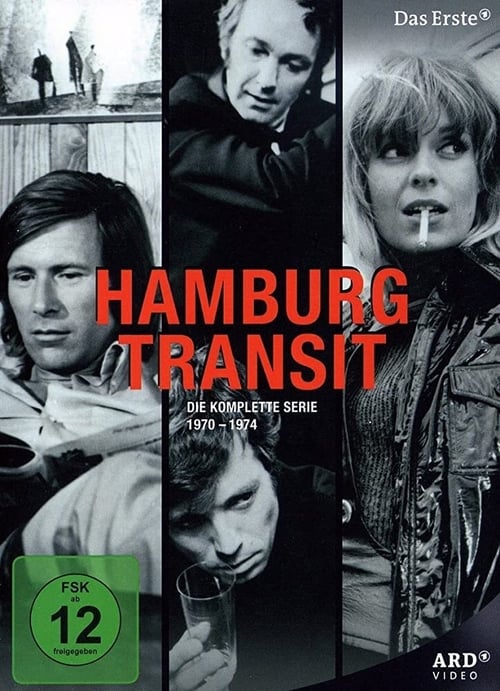 Das Erste
HAMBURG
TRANSIT
DIE KOMPLETTE SERIE
1970 – 1974
FSK
ab
12
freigegeben
ARD
VIDEO